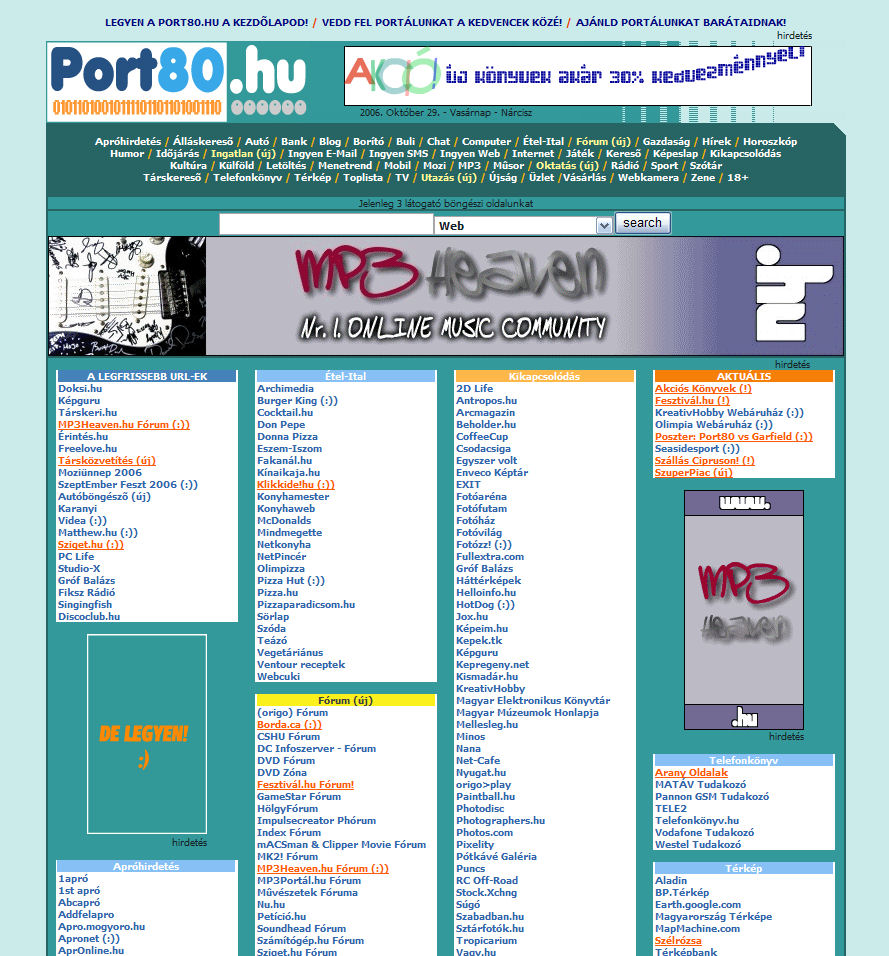 LEGYEN A PORT80.HU A KEZDŐLAPOD! / VEDD FEL PORTÁLUNKAT A KEDVENCEK KÖZÉ! / AJÁNLD PORTÁLUNKAT BARÁTAIDNAK!
hirdetés
Port80.hu
AKCIÓ! új könyvek akár 30% kedvezménnyel!
2006. Október 29. - Vasárnap - Nárcisz
Apróhirdetés / Álláskereső / Autó / Bank / Blog / Borító / Buli / Chat / Computer / Étel-Ital / Fórum (új) / Gazdaság / Hírek / Horoszkóp
Humor / Időjárás / Ingatlan (új) / Ingyen E-Mail / Ingyen SMS / Ingyen Web / Internet / Játék / Kereső / Képeslap / Kikapcsolódás
Kultúra / Külföld / Letöltés / Menetrend / Mobil / Mozi / MP3 / Műsor / Oktatás (új) / Rádió / Sport / Szótár
Társkereső / Telefonkönyv / Térkép / Toplista / TV / Utazás (új) / Újság / Üzlet /Vásárlás / Webkamera / Zene / 18+
Jelenleg 3 látogató böngészi oldalunkat
Web
search
MP3 Heaven
Nr. 1. ONLINE MUSIC COMMUNITY
.hu
hirdetés
A LEGFRISSEBB URL-EK
Doksi.hu
Képguru
Társkeri.hu
MP3Heaven.hu Fórum (:))
Érintés.hu
Freelove.hu
Társközvetítés (új)
Moziünnep 2006
SzeptEmber Feszt 2006 (:))
Autóböngésző (új)
Karanyi
Videa (:))
Matthew.hu (:))
Sziget.hu (:))
PC Life
Studio-X
Gróf Balázs
Fiksz Rádió
Singingfish
Discoclub.hu
DE LEGYEN!
:)
hirdetés
Apróhirdetés
1apró
1st apró
Abcapró
Addfelapro
Apro.mogyoro.hu
Apronet (:))
AprOnline.hu
Étel-Ital
Archimedia
Burger King (:))
Cocktail.hu
Don Pepe
Donna Pizza
Eszem-Iszom
Fakanál.hu
Kínaikaja.hu
Klikkide!hu (:))
Konyhamester
Konyhaweb
McDonalds
Mindmegette
Netkonyha
NetPincér
Olimpizza
Pizza Hut (:))
Pizza.hu
Pizzaparadicsom.hu
Sörlap
Szóda
Teázó
Vegetáriánus
Ventour receptek
Webcuki
Fórum (új)
(origo) Fórum
Borda.ca (:))
CSHU Fórum
DC Infoszerver - Fórum
DVD Fórum
DVD Zóna
Fesztivál.hu Fórum!
GameStar Fórum
HölgyFórum
Impulsecreator Phórum
Index Fórum
mACSman & Clipper Movie Fórum
MK2! Fórum
MP3Heaven.hu Fórum (:))
MP3Portál.hu Fórum
Művészetek Fóruma
Nu.hu
Petíció.hu
Soundhead Fórum
Számítógép.hu Fórum
Sziget.hu Fórum
Kikapcsolódás
2D Life
Antropos.hu
Arcmagazin
Beholder.hu
CoffeeCup
Csodacsiga
Egyszer volt
Enveco Képtár
EXIT
Fotóaréna
Fotófutam
Fotóház
Fotóvilág
Fotózz! (:))
Fullextra.com
Gróf Balázs
Háttérképek
Helloinfo.hu
HotDog (:))
Jox.hu
Képeim.hu
Kepek.tk
Képguru
Kepregeny.net
Kismadár.hu
KreativHobby
Magyar Elektronikus Könyvtár
Magyar Múzeumok Honlapja
Mellesleg.hu
Minos
Nana
Net-Cafe
Nyugat.hu
origo>play
Paintball.hu
Photodisc
Photographers.hu
Photos.com
Pixelity
Pótkávé Galéria
Puncs
RC Off-Road
Stock.Xchng
Súgó
Szabadban.hu
Sztárfotók.hu
Tropicarium
Vagy.hu
AKTUÁLIS
Akciós Könyvek (!)
Fesztivál.hu (!)
KreativHobby Webáruház (:))
Olimpia Webáruház (:))
Poszter: Port80 vs Garfield (:))
Seasidesport (:))
Szállás Cipruson! (!)
SzuperPiac (új)
www.
MP3
Heaven
.hu
hirdetés
Telefonkönyv
Arany Oldalak
MATÁV Tudakozó
Pannon GSM Tudakozó
TELE2
Telefonkönyv.hu
Vodafone Tudakozó
Westel Tudakozó
Térkép
Aladin
BP.Térkép
Earth.google.com
Magyarország Térképe
MapMachine.com
Szélrózsa
Térképbank